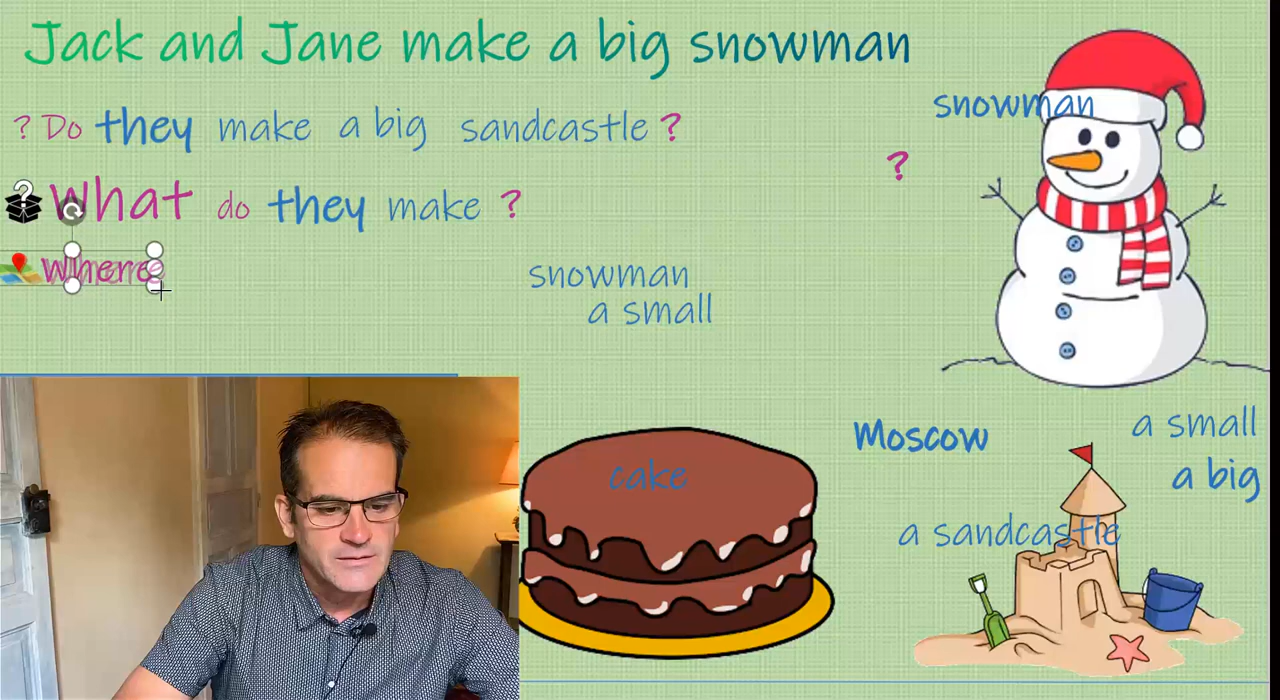 Jack and Jane make a big snowman
snowman
? Do they make a big sandcastle ?
?
? What do they make ?
Where
snowman
a small
Moscow
a small
a big
cake
a sandcastle